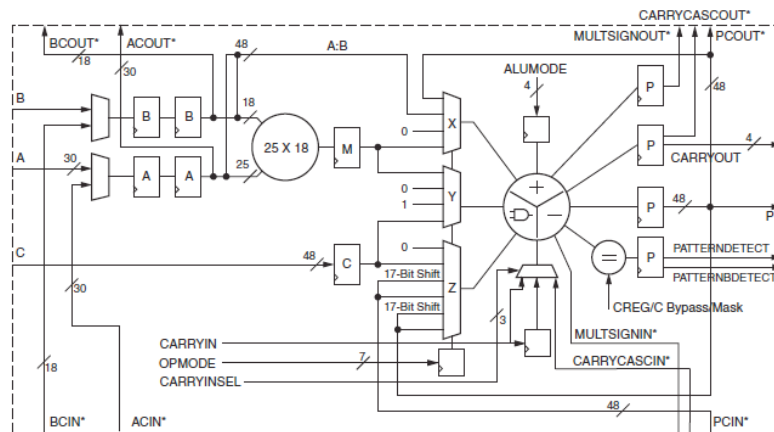 CARRYCASCOUT*
MULTSIGNOUT* PCOUT*
BCOUT* ACOUT*
18
30
48
A:B
ALUMODE
4
48
B
B B
18
X
0
P
25 X 18
M
P
4
CARRYOUT
A
30
A A
25
0
1
Y
P
48
P
C
48
C
0
17-Bit Shift
17-Bit Shift
Z
P
PATTERNDETECT
PATTERNBDETECT
CREG/C Bypass/Mask
30
3
CARRYIN
OPMODE
7
CARRYINSEL
MULTSIGNIN*
CARRYCASCIN*
18
48
BCIN* ACIN*
PCIN*